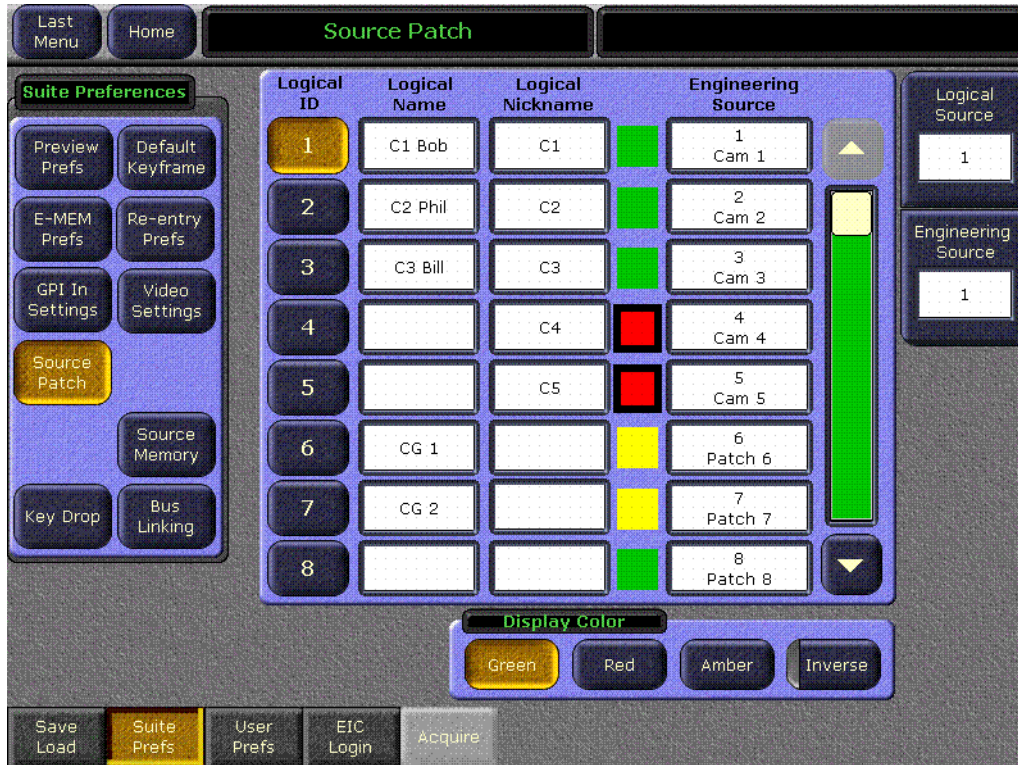 Last Menu
Home
Source Patch
Suite Preferences
Preview Prefs
Default Keyframe
E-MEM Prefs
Re-entry Prefs
GPI In Settings
Video Settings
Source Patch
Source Memory
Key Drop
Bus Linking
Logical ID
Logical Name
Logical Nickname
Engineering Source
1
C1 Bob
C1
1
Cam 1
2
C2 Phil
C2
2
Cam 2
3
C3 Bill
C3
3
Cam 3
4
C4
4
Cam 4
5
C5
5
Cam 5
6
CG 1
6
Patch 6
7
CG 2
7
Patch 7
8
8
Patch 8
Logical Source
1
Engineering Source
1
Display Color
Green
Red
Amber
Inverse
Save Load
Suite Prefs
User Prefs
EIC Login
Acquire